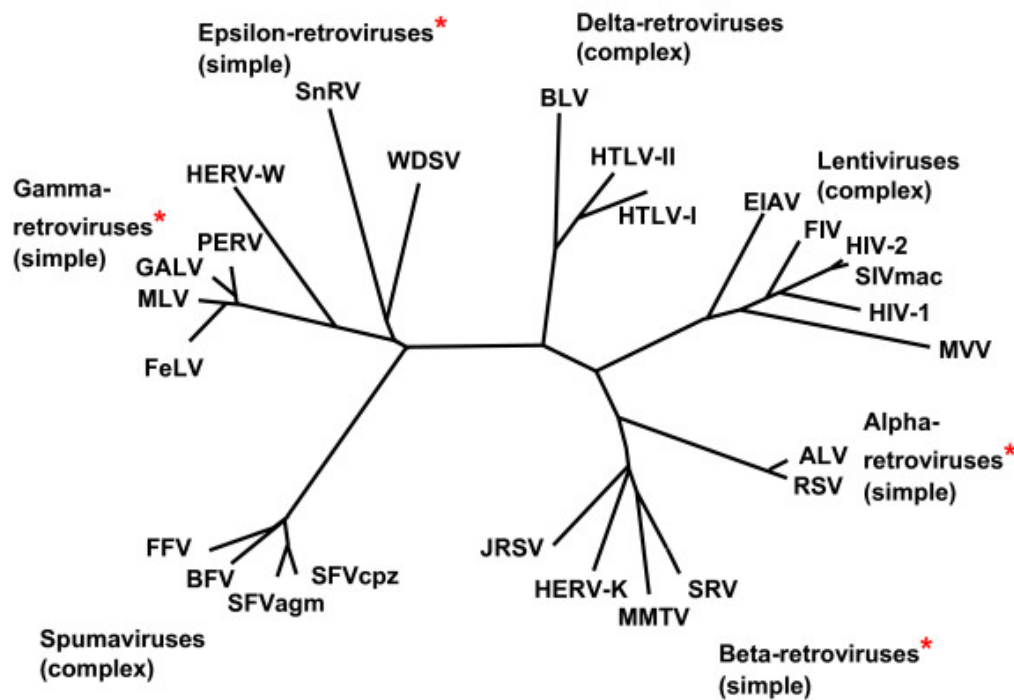 Epsilon-retroviruses*
(simple)
SnRV
WDSV
Delta-retroviruses
(complex)
BLV
HTLV-II
HTLV-I
Lentiviruses
(complex)
EIAV
FIV
HIV-2
SIVmac
HIV-1
MVV
Gamma-
retroviruses*
(simple)
HERV-W
PERV
GALV
MLV
FeLV
Alpha-
retroviruses*
(simple)
ALV
RSV
JRSV
HERV-K
MMTV
SRV
Beta-retroviruses*
(simple)
FFV
BFV
SFVagm
SFVcpz
Spumaviruses
(complex)